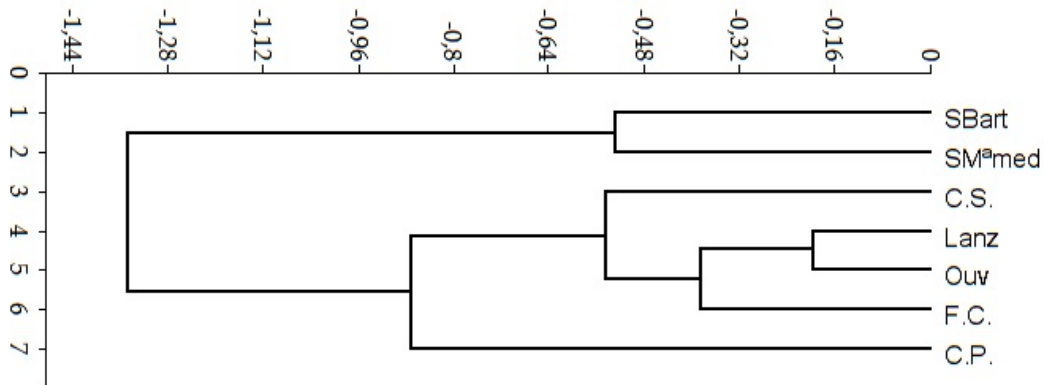 -1,44
-1,28
-1,12
-0,96
-0,8
-0,64
-0,48
-0,32
-0,16
0
0
1
2
3
4
5
6
7
SBart
SMªmed
C.S.
Lanz
Ouv
F.C.
C.P.